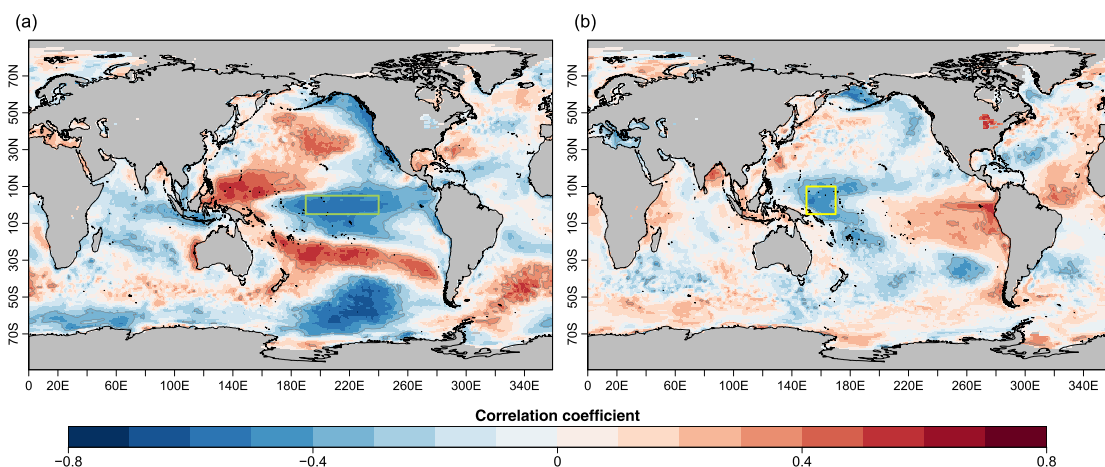 (a) (b)
70N 70N
50N 50N
30N 30N
10N 10N
10S 10S
30S 30S
50S 50S
70S 70S
0 20E 60E 100E 140E 180E 220E 260E 300E 340E 0 20E 60E 100E 140E 180E 220E 260E 300E 340E
Correlation coefficient
−0.8 −0.4 0 0.4 0.8